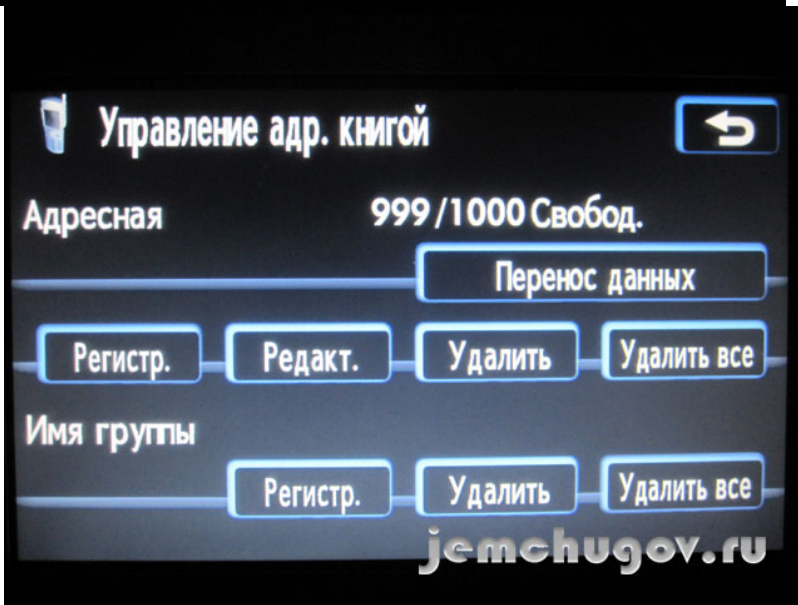 Управление адр. книгой
Адресная 999/1000 Свобод.
Перенос данных
Регистр. Редакт. Удалить Удалить все
Имя группы
Регистр. Удалить Удалить все
jemchugov.ru